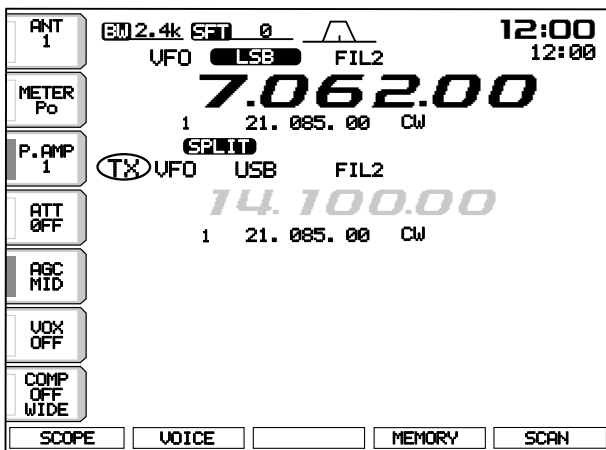 ANT
1
BW 2.4k SFT 0
12:00
12:00
VFO LSB FIL2
7.062.00
1 21. 085. 00 CW
METER
Po
P.AMP
1
SPLIT
TX VFO USB FIL2
14. 100.00
1 21. 085. 00 CW
ATT
OFF
AGC
MID
VOX
OFF
COMP
OFF
WIDE
SCOPE VOICE MEMORY SCAN